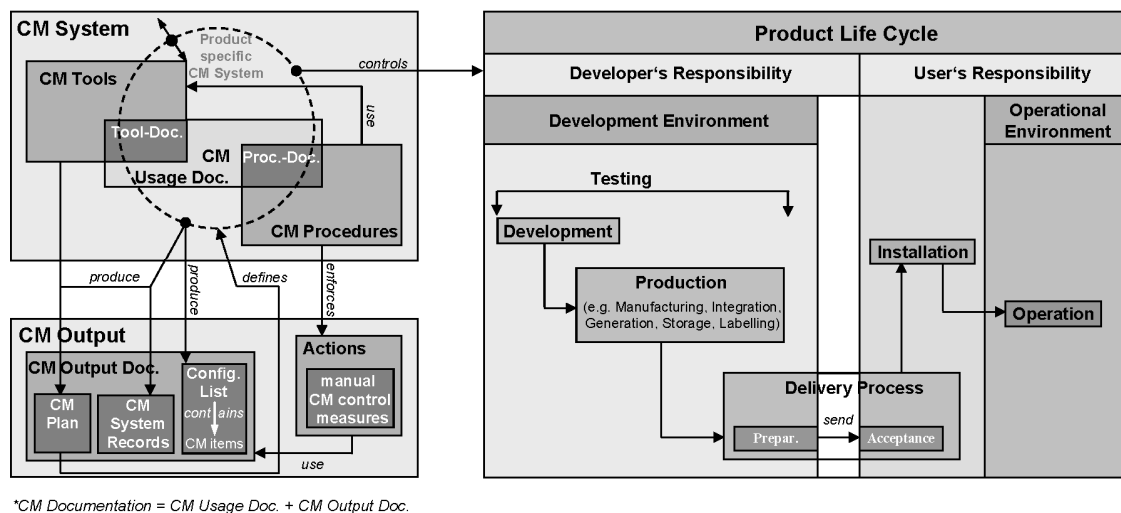 CM System
Product
specific
CM System
CM Tools
controls
use
Tool-Doc.
CM
Usage Doc.
Proc.-Doc.
CM Procedures
produce
produce
defines
enforces
CM Output
CM Output Doc.
CM
Plan
CM
System
Records
Config.
List
cont ains
CM items
Actions
manual
CM control
measures
use
*CM Documentation = CM Usage Doc. + CM Output Doc.
Product Life Cycle
Developer‘s Responsibility
User‘s Responsibility
Development Environment
Operational
Environment
Testing
Development
Production
(e.g. Manufacturing, Integration,
Generation, Storage, Labelling)
Installation
Operation
Delivery Process
Prepar.
send
Acceptance